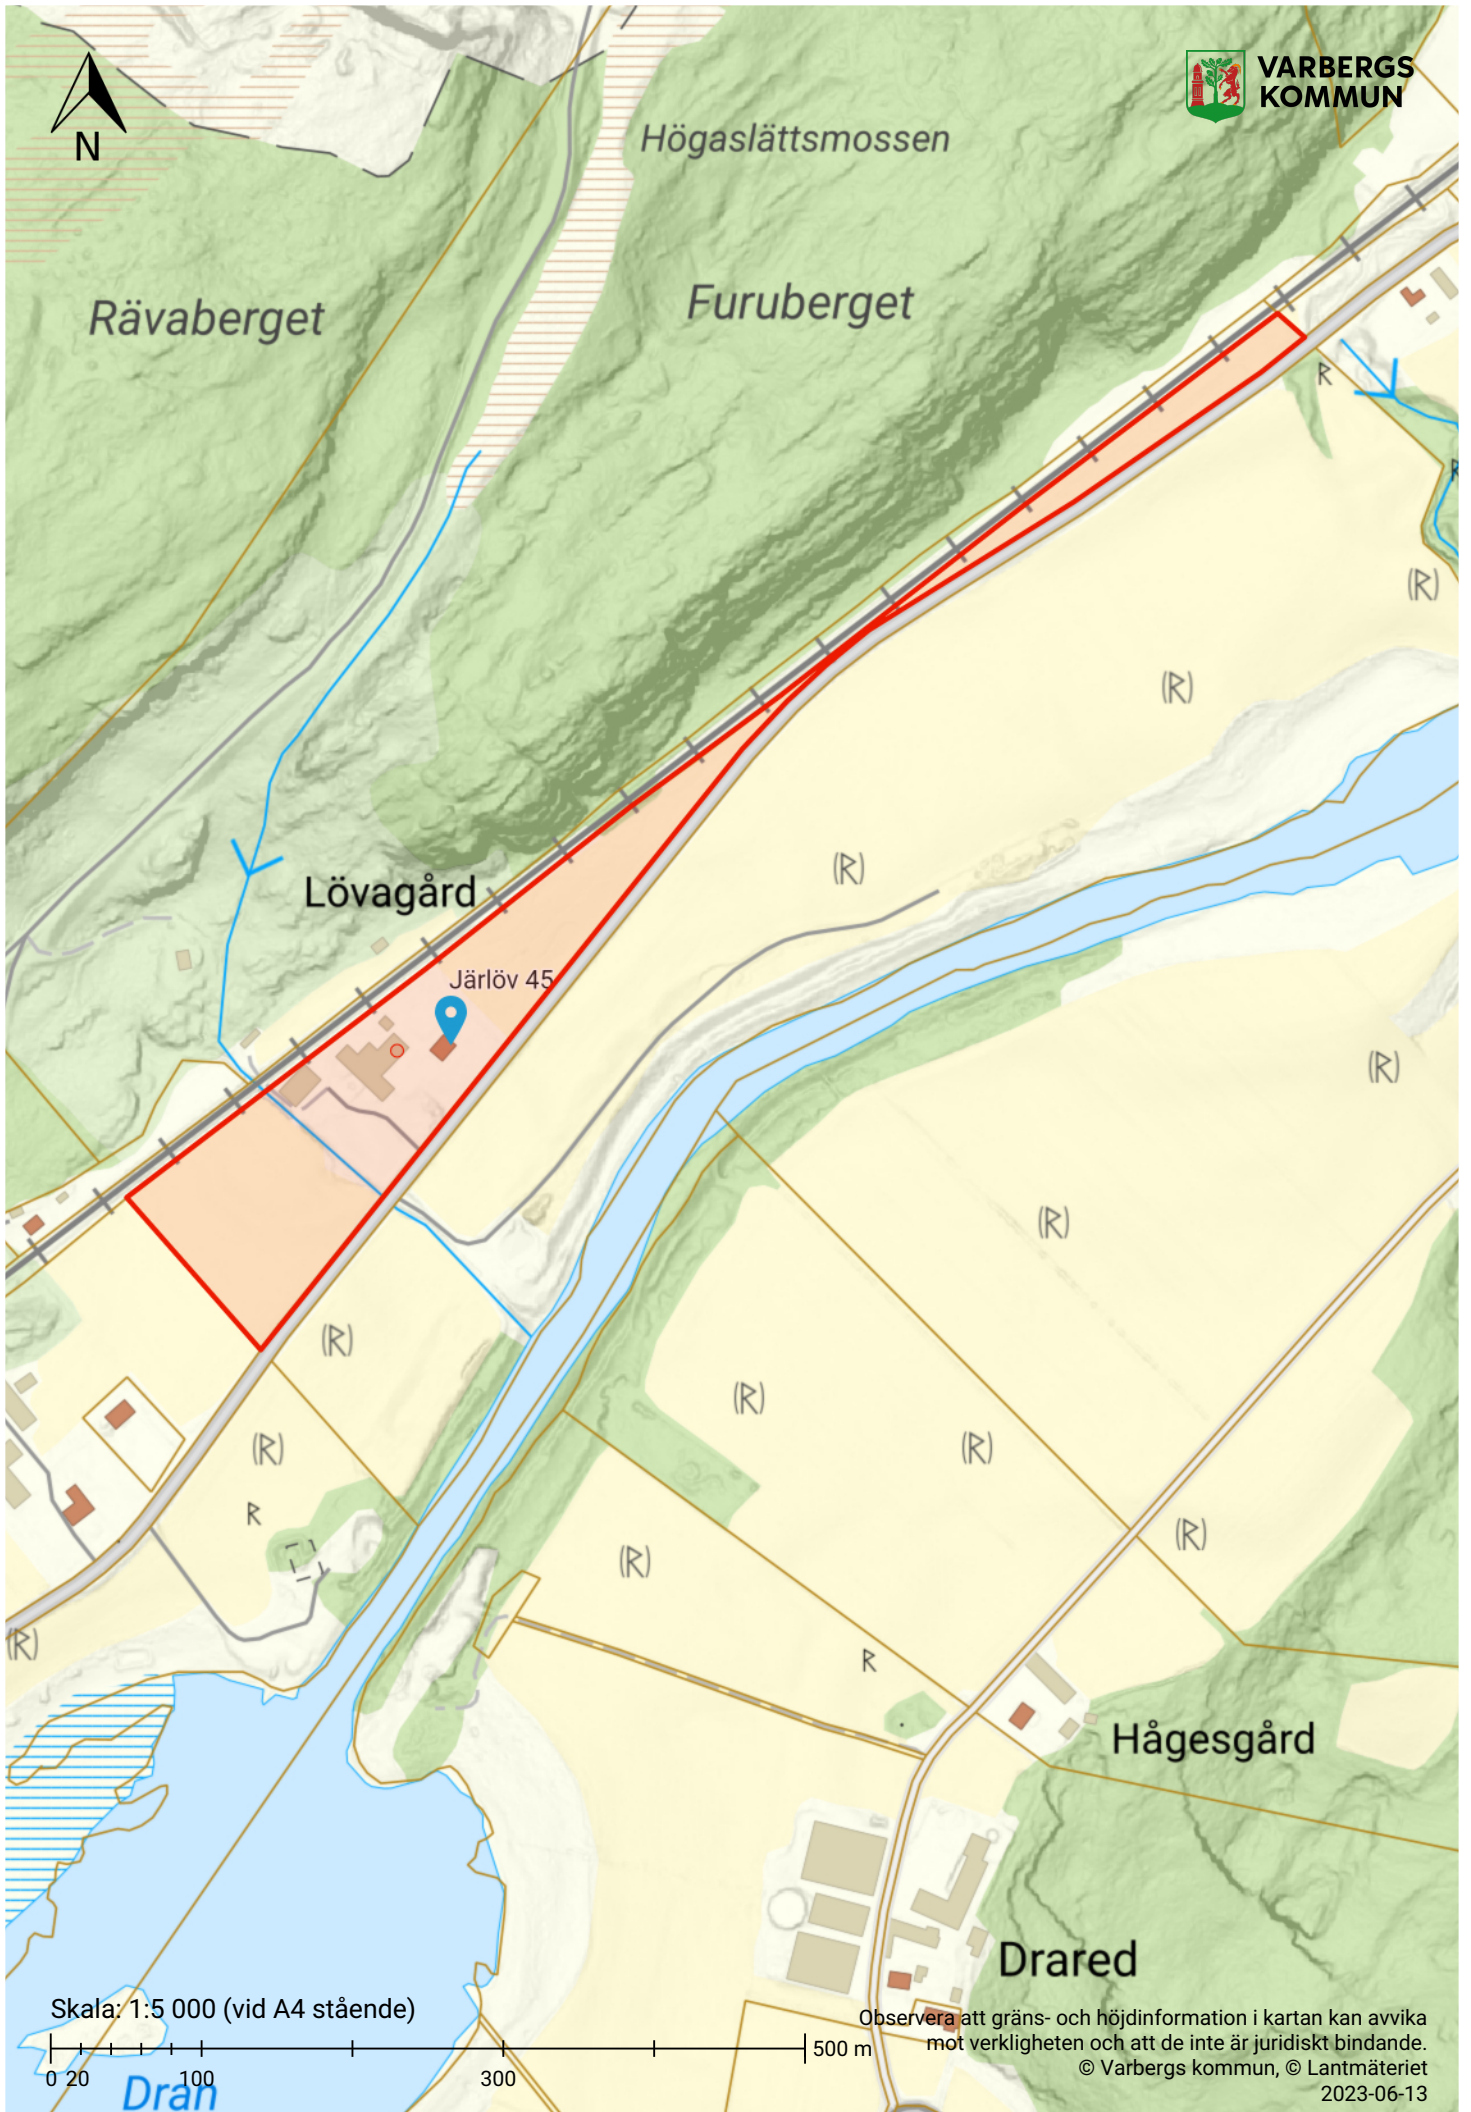 VARBERGS
KOMMUN
N
Högaslättsmossen
Rävaberget
Furuberget
R
R
(R)
(R)
(R)
Lövagård
Järlöv 45
(R)
(R)
(R)
(R)
(R)
(R)
R
(R)
(R)
(R)
R
Hågesgård
Drared
Skala: 1:5 000 (vid A4 stående)
500 m
0 20 100 300
Dran
Observera att gräns- och höjdinformation i kartan kan avvika
mot verkligheten och att de inte är juridiskt bindande.
© Varbergs kommun, © Lantmäteriet
2023-06-13